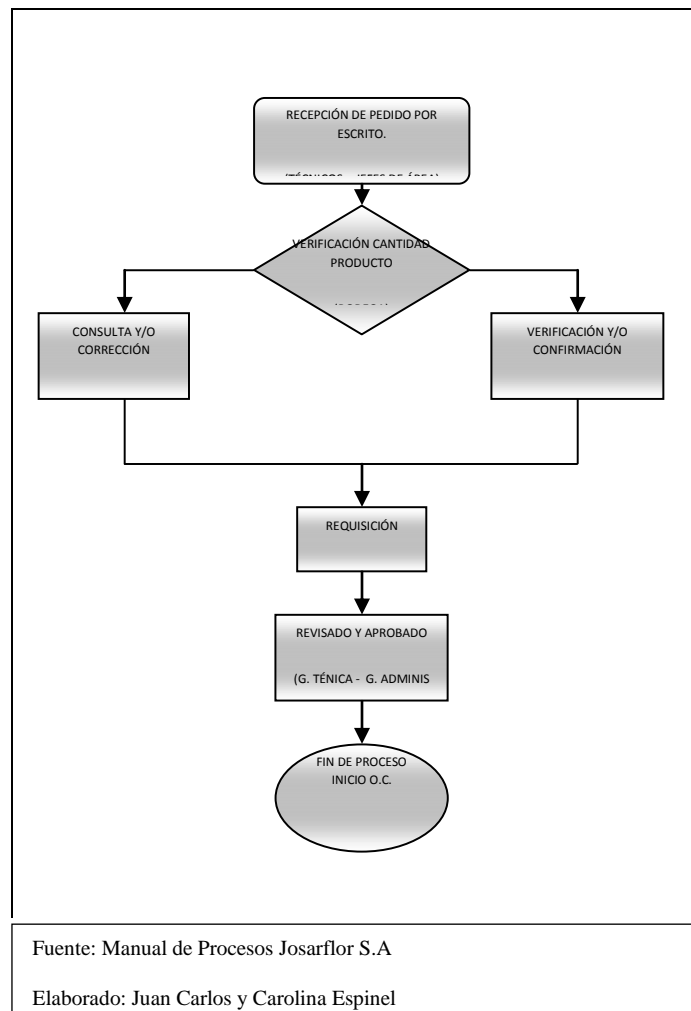 RECEPCIÓN DE PEDIDO POR
ESCRITO.
VERIFICACIÓN CANTIDAD
PRODUCTO
CONSULTA Y/O
CORRECCIÓN
VERIFICACIÓN Y/O
CONFIRMACIÓN
REQUISICIÓN
REVISADO Y APROBADO
(G. TÉNICA - G. ADMINIS
FIN DE PROCESO
INICIO O.C.
Fuente: Manual de Procesos Josarflor S.A
Elaborado: Juan Carlos y Carolina Espinel